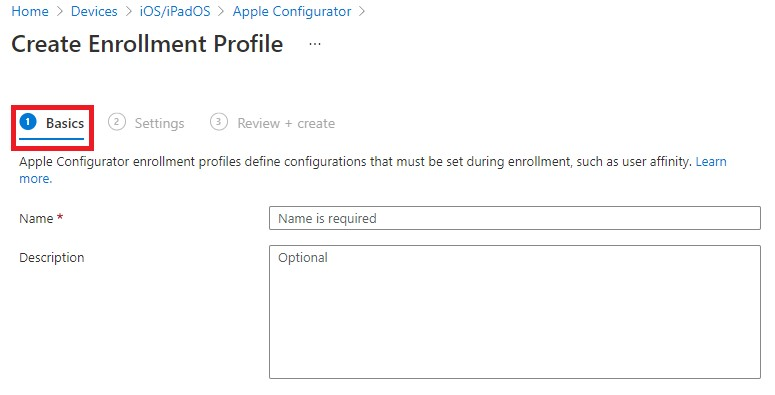 Home > Devices > iOS/iPadOS > Apple Configurator >
Create Enrollment Profile ...
1 Basics 2 Settings 3 Review + create
Apple Configurator enrollment profiles define configurations that must be set during enrollment, such as user affinity. Learn
more.
Name * Name is required
Description Optional